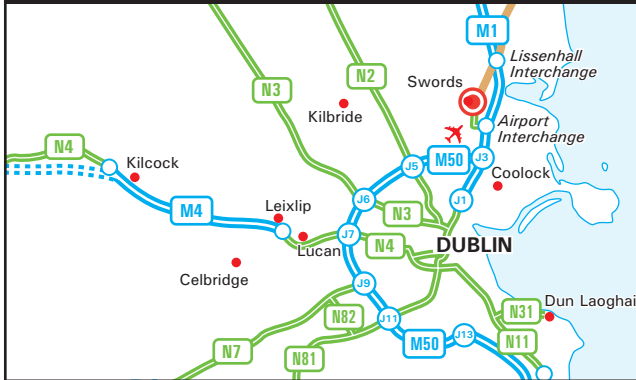 M1
Lissenhall
Interchange
N2
Swords
N3
Kilbride
Airport
Interchange
N4
Kilcock
J5
M50
J3
Coolock
J6
J1
Leixlip
M4
N3
J7
Lucan
N4
DUBLIN
Celbridge
J9
Dun Laoghai
N31
N82
J11
J13
N11
M50
N7
N81